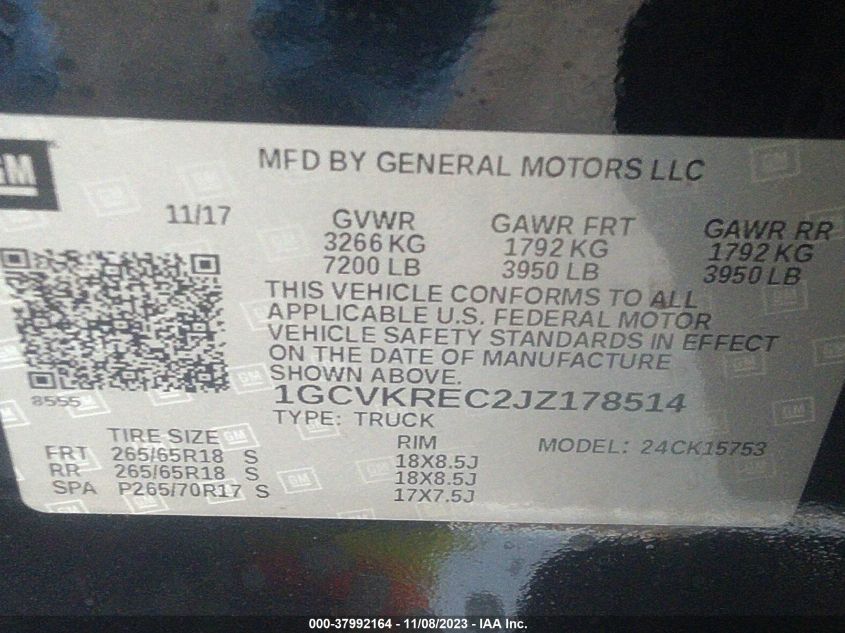 GM
MFD BY GENERAL MOTORS LLC
11/17 GVWR GAWR FRT GAWR RR
3266 KG 1792 KG 1792 KG
7200 LB 3950 LB 3950 LB
THIS VEHICLE CONFORMS TO ALL
APPLICABLE U.S. FEDERAL MOTOR
VEHICLE SAFETY STANDARDS IN EFFECT
ON THE DATE OF MANUFACTURE
SHOWN ABOVE.
8555
1GCVKREC2JZ178514
TYPE: TRUCK
TIRE SIZE RIM MODEL: 24CK15753
FRT 265/65R18 S 18X8.5J
RR 265/65R18 S 18X8.5J
SPA P265/70R17 S 17X7.5J
000-37992164 - 11/08/2023 - IAA Inc.